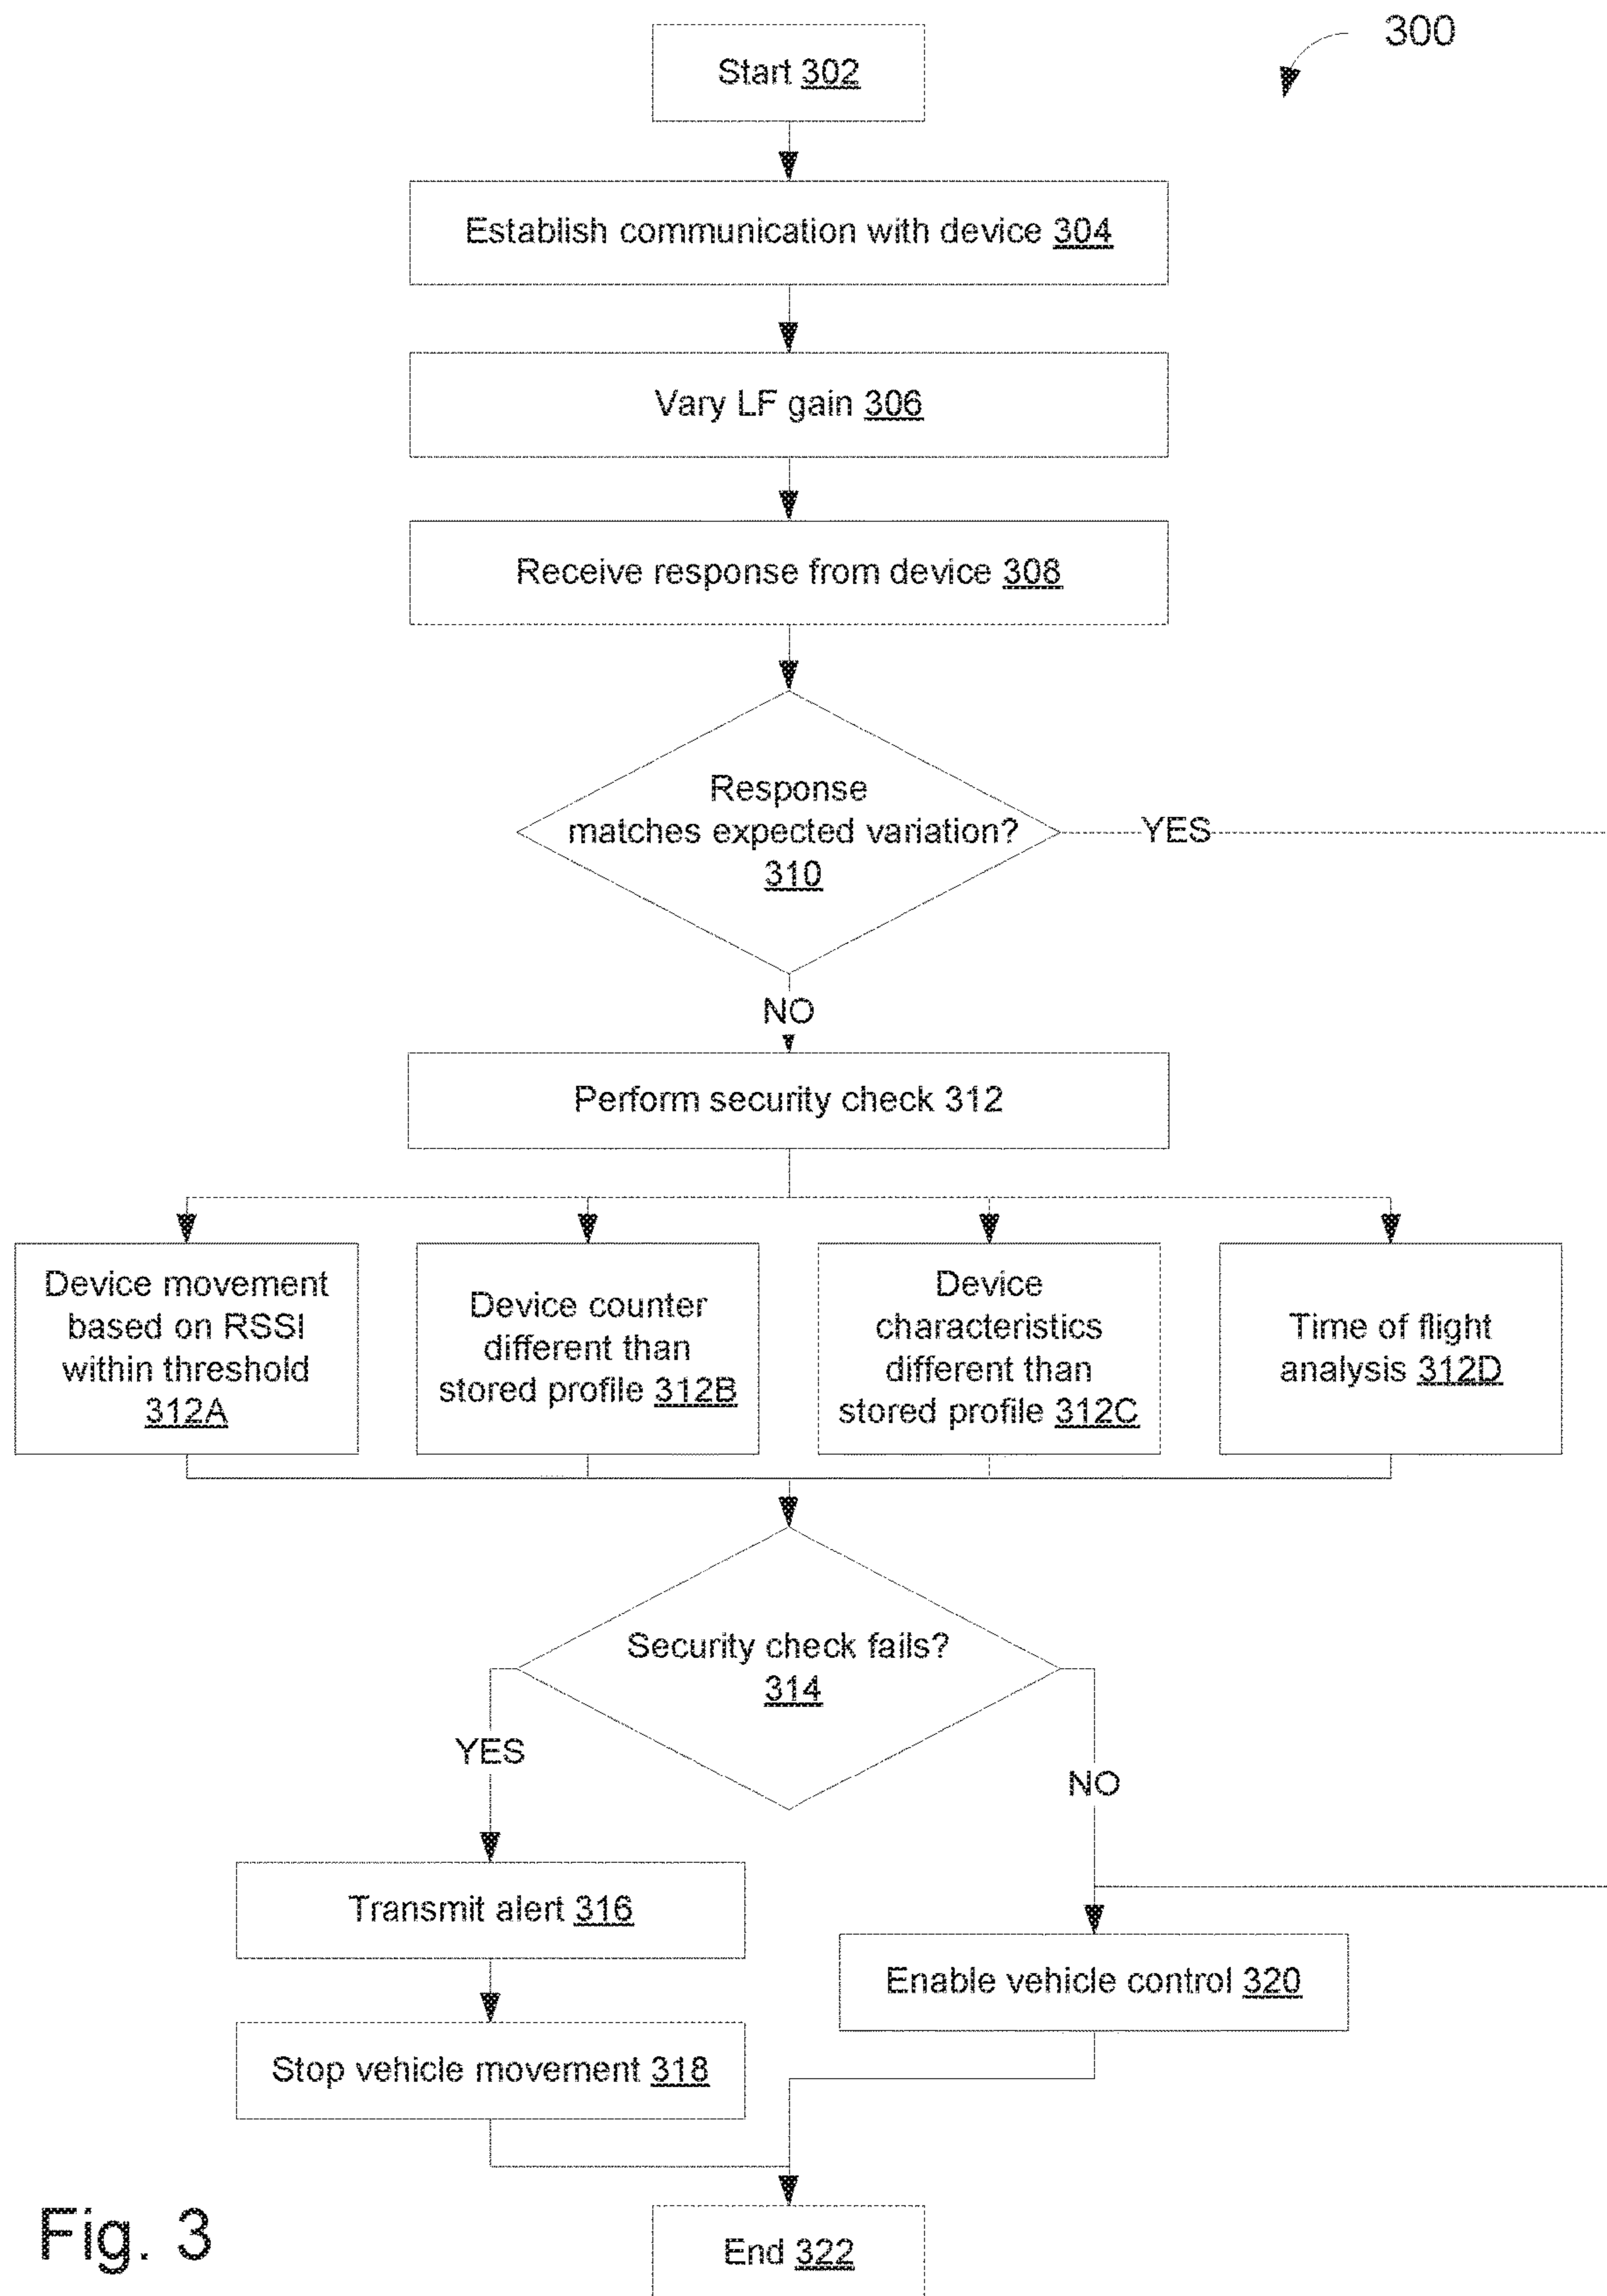 300
Start 302
Establish communication with device 304
Vary LF gain 306
Receive response from device 308
Response
matches expected variation?
310
YES
NO
Perform security check 312
Device movement
based on RSSI
within threshold
312A
Device counter
different than
stored profile 312B
Device
characteristics
different than
stored profile 312C
Time of flight
analysis 312D
Security check fails?
314
YES
NO
Transmit alert 316
Enable vehicle control 320
Stop vehicle movement 318
Fig. 3
End 322